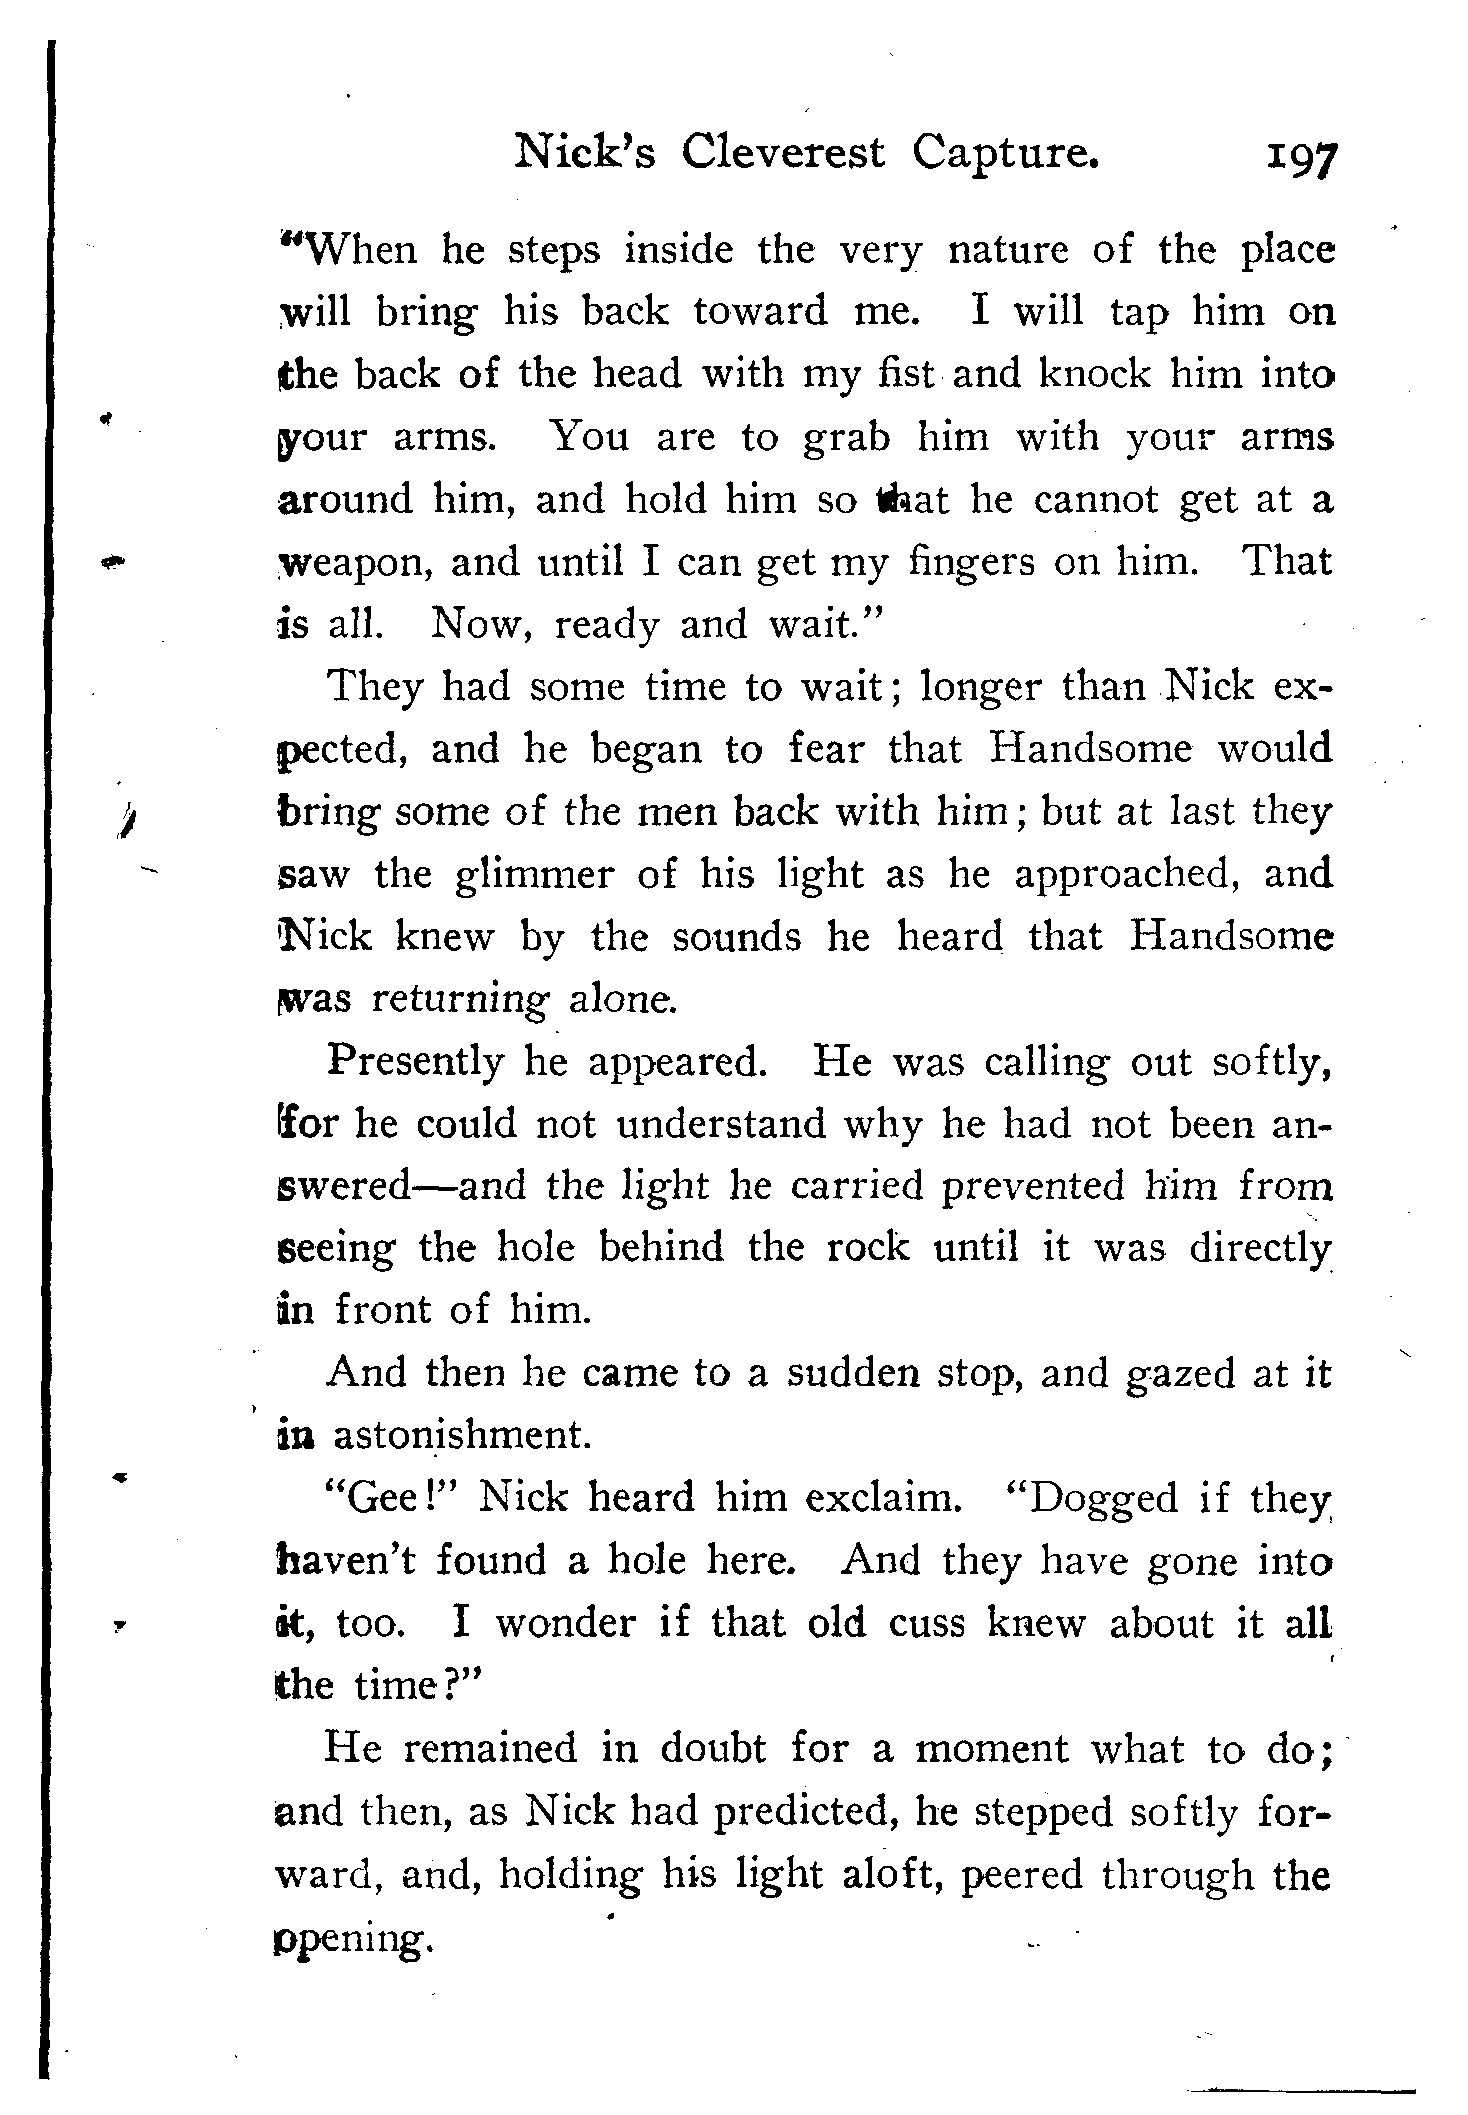 Nick's Cleverest Capture. 197
"When he steps inside the very nature of the place
will bring his back toward me. I will tap him on
the back of the head with my fist and knock him into
your arms. You are to grab him with your arms
around him, and hold him so that he cannot get at a
weapon, and until I can get my fingers on him. That
is all. Now, ready and wait."
They had some time to wait; longer than Nick ex-
pected, and he began to fear that Handsome would
bring some of the men back with him; but at last they
saw the glimmer of his light as he approached, and
Nick knew by the sounds he heard that Handsome
was returning alone.
Presently he appeared. He was calling out softly,
for he could not understand why he had not been an-
swered—and the light he carried prevented him from
seeing the hole behind the rock until it was directly
in front of him.
And then he came to a sudden stop, and gazed at it
in astonishment.
"Gee!" Nick heard him exclaim. "Dogged if they
haven't found a hole here. And they have gone into
it, too. I wonder if that old cuss knew about it all
the time?"
He remained in doubt for a moment what to do;
and then, as Nick had predicted, he stepped softly for-
ward, and, holding his light aloft, peered through the
opening.